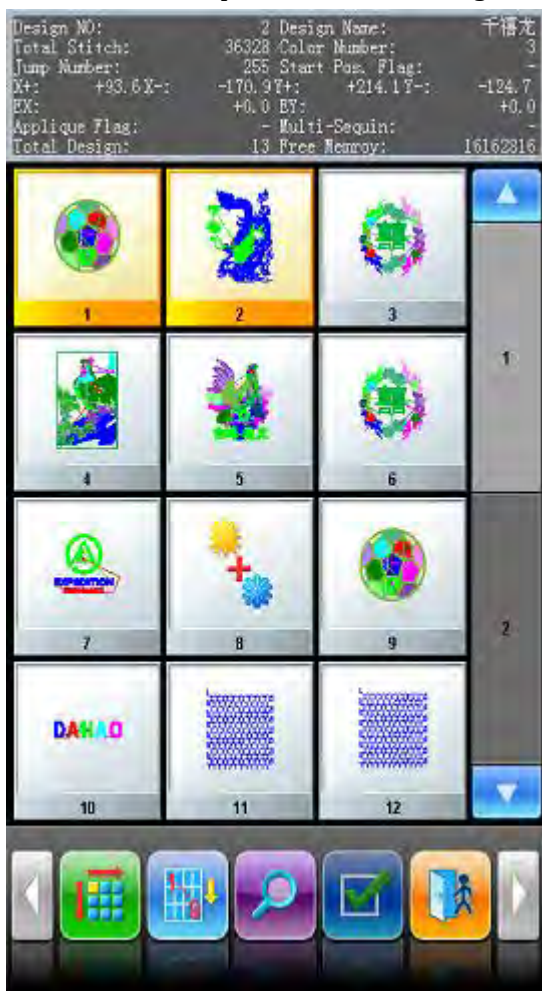 Design NO: 2 Design Name: 千禧龙
Total Stitch: 36328 Color Number: 3
Jump Number: 255 Start Pos. Flag: -
X+: +93.6 X-: -170.9 Y+: +214.1 Y-: -124.7
EX: +0.0 EY: +0.0
Applique Flag: - Multi-Sequin: -
Total Design: 13 Free Memroy: 16162816
1 2 3
1
4 5 6
EXPEDITION
7 8 9
2
DAHAO
10 11 12